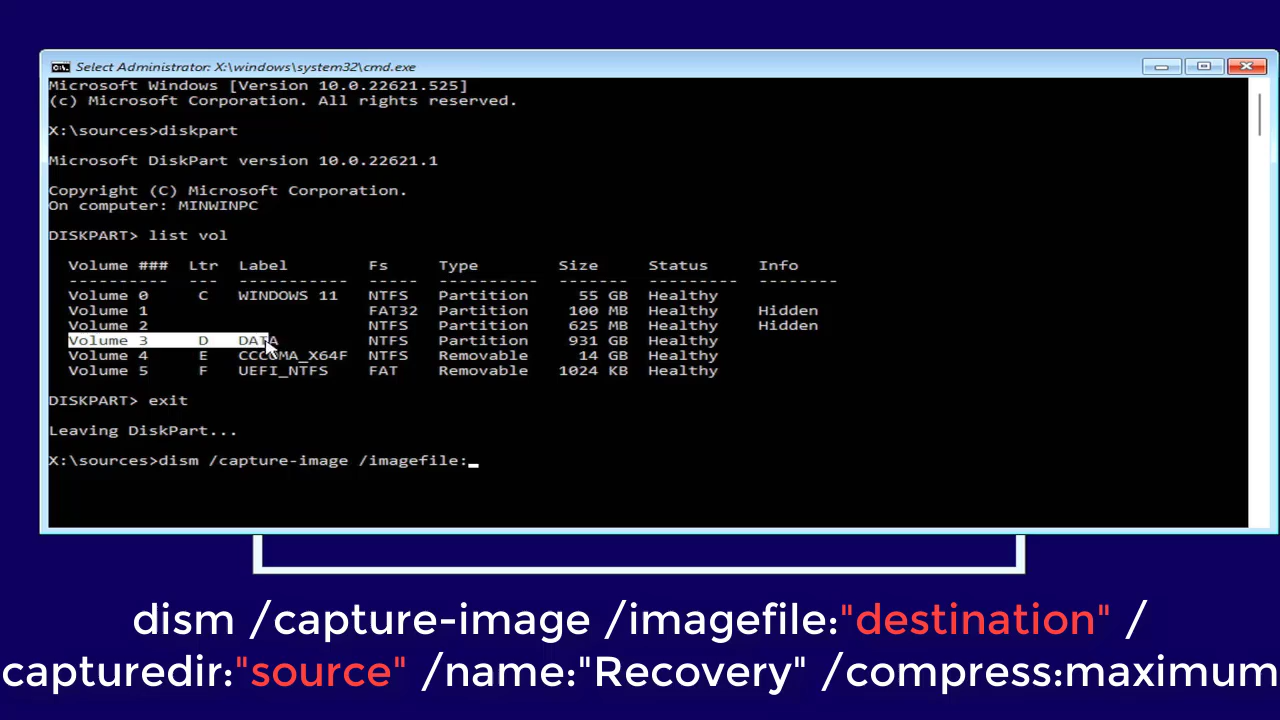 Select Administrator: X:\windows\system32\cmd.exe
Microsoft Windows [Version 10.0.22621.525]
(c) Microsoft Corporation. All rights reserved.
X:\sources>diskpart
Microsoft DiskPart version 10.0.22621.1
Copyright (C) Microsoft Corporation.
On computer: MINWINPC
DISKPART> list vol
Volume ###  Ltr  Label        Fs     Type        Size     Status     Info
----------  ---  -----------  -----  ----------  -------  ---------  --------
Volume 0     C   WINDOWS 11   NTFS   Partition     55 GB  Healthy
Volume 1                      FAT32  Partition    100 MB  Healthy    Hidden
Volume 2                      NTFS   Partition    625 MB  Healthy    Hidden
Volume 3     D   DATA         NTFS   Partition    931 GB  Healthy
Volume 4     E   CCCOMA_X64F  NTFS   Removable     14 GB  Healthy
Volume 5     F   UEFI_NTFS    FAT    Removable   1024 KB  Healthy
DISKPART> exit
Leaving DiskPart...
X:\sources>dism /capture-image /imagefile:_
dism /capture-image /imagefile:"destination" /
capturedir:"source" /name:"Recovery" /compress:maximum